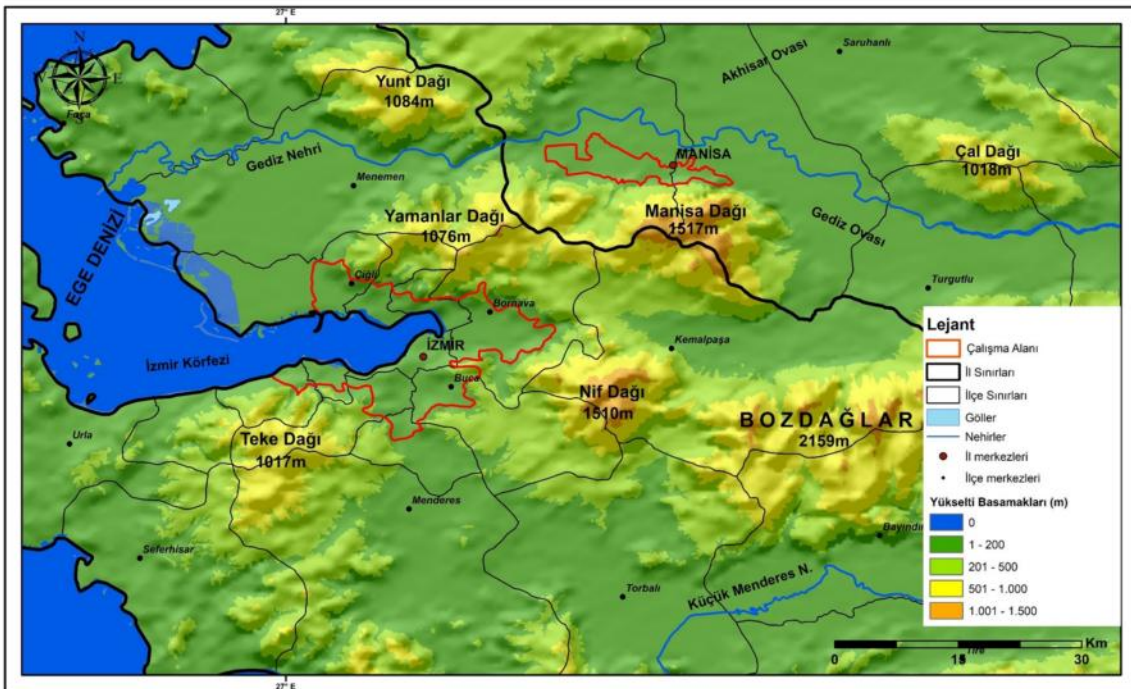 27° E
N
W
E
S
Foça
Saruhanlı
Akhisar Ovası
Yunt Dağı
1084m
Gediz Nehri
MANİSA
Çal Dağı
1018m
Menemen
Yamanlar Dağı
1076m
Manisa Dağı
1517m
Gediz Ovası
EGE DENİZİ
Çiğli
Bornova
Turgutlu
İzmir Körfezi
İZMİR
Kemalpaşa
Buca
Nif Dağı
1510m
BOZDAĞLAR
2159m
Urla
Teke Dağı
1017m
Menderes
Seferhisar
Bayındır
Torbalı
Küçük Menderes N.
Tire
Lejant
Çalışma Alanı
İl Sınırları
İlçe Sınırları
Göller
Nehirler
İl merkezleri
İlçe merkezleri
Yükselti Basamakları (m)
0
1 - 200
201 - 500
501 - 1.000
1.001 - 1.500
Km
0
15
30
27° E